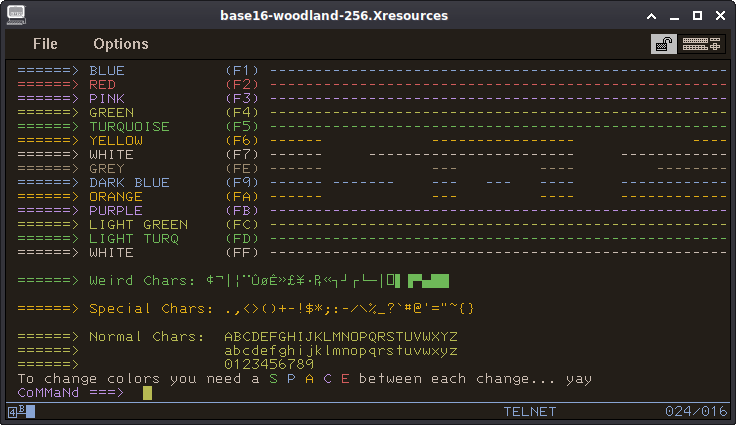 base16-woodland-256.Xresources
File Options
======> BLUE (F1) ---------------------------------------------------
======> RED (F2) ---------------------------------------------------
======> PINK (F3) ---------------------------------------------------
======> GREEN (F4) ---------------------------------------------------
======> TURQUOISE (F5) ---------------------------------------------------
======> YELLOW (F6) ------ ---------------- ----
======> WHITE (F7) ------ ---------------------- ------------
======> GREY (FE) ------ --- ---- ------------
======> DARK BLUE (F9) ------ ------- --- --- ---- ------------
======> ORANGE (FA) ------ --- ---- ------------
======> PURPLE (FB) ---------------------------------------------------
======> LIGHT GREEN (FC) ---------------------------------------------------
======> LIGHT TURQ (FD) ---------------------------------------------------
======> WHITE (FF) ---------------------------------------------------
======> Weird Chars: ¢¬|¦¨ÛøÊ»£¥·₧«┐┘┌└─│⎕▌ ▛▄██
======> Special Chars: .,<>()+-!$*;:-/\%_?`#@'="~{}
======> Normal Chars: ABCDEFGHIJKLMNOPQRSTUVWXYZ
======> abcdefghijklmnopqrstuvwxyz
======> 0123456789
To change colors you need a S P A C E between each change... yay
CoMMaNd ===>
4 B TELNET 024/016